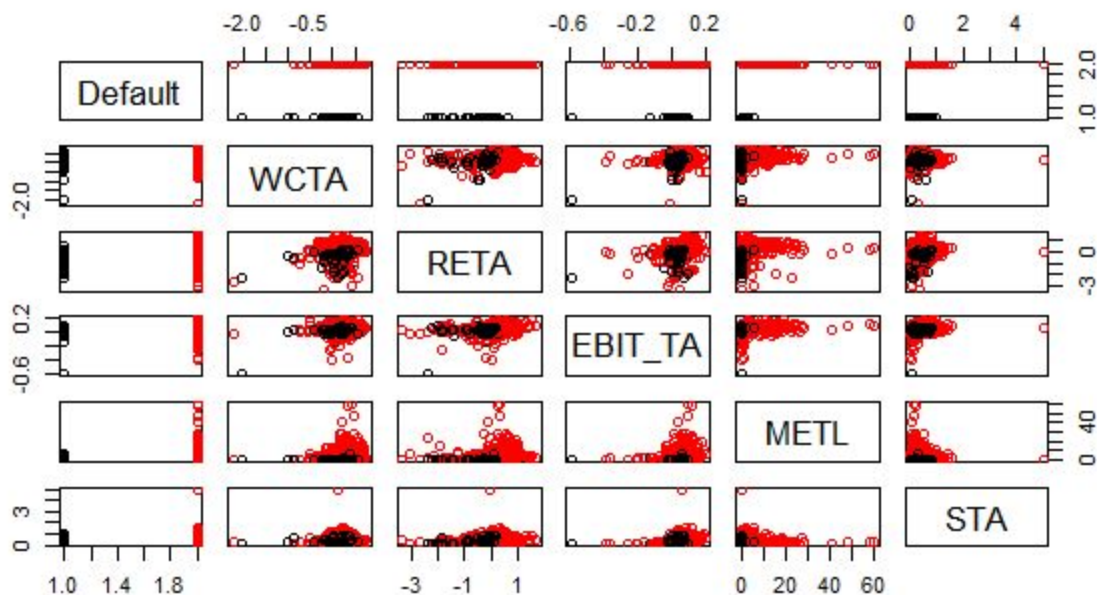 -2.0 -0.5 -0.6 -0.2 0.2 0 2 4
Default 1.0 2.0
-2.0 WCTA
RETA -3 0
-0.6 0.2 EBIT_TA
METL 0 40
0 3 STA
1.0 1.4 1.8 -3 -1 1 0 20 40 60